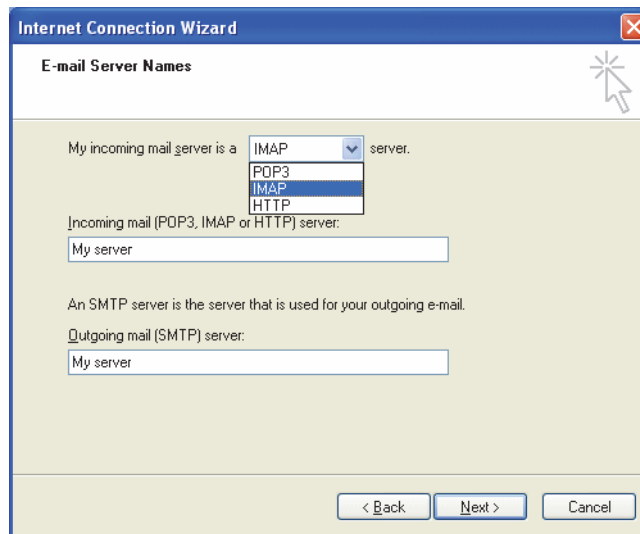 Internet Connection Wizard
E-mail Server Names
My incoming mail server is a IMAP server.
POP3
IMAP
HTTP
Incoming mail (POP3, IMAP or HTTP) server:
My server
An SMTP server is the server that is used for your outgoing e-mail.
Outgoing mail (SMTP) server:
My server
< Back Next > Cancel